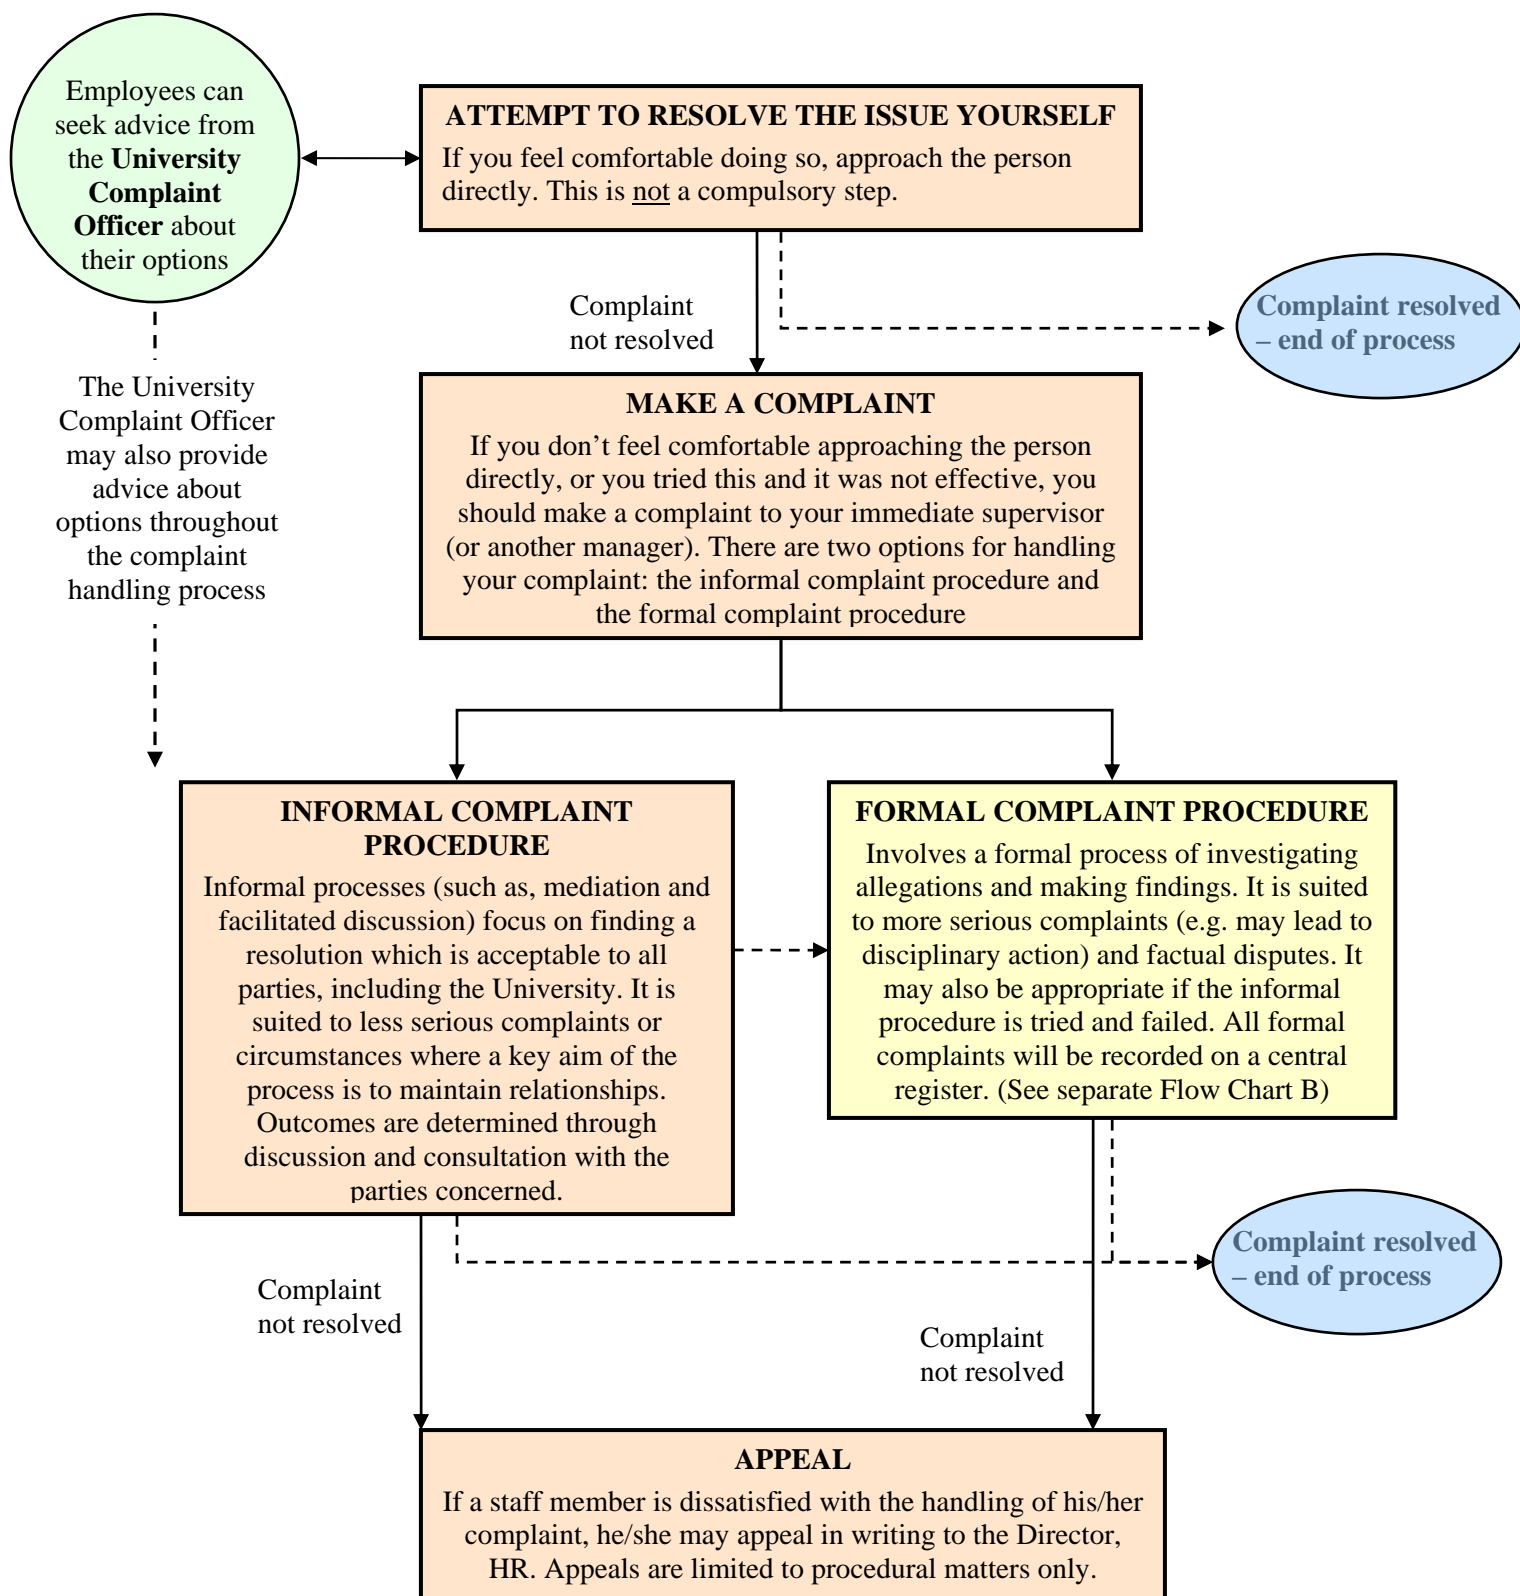 Employees can
seek advice from
the University
Complaint
Officer about
their options
ATTEMPT TO RESOLVE THE ISSUE YOURSELF
If you feel comfortable doing so, approach the person
directly. This is not a compulsory step.
Complaint
not resolved
Complaint resolved
– end of process
The University
Complaint Officer
may also provide
advice about
options throughout
the complaint
handling process
MAKE A COMPLAINT
If you don’t feel comfortable approaching the person
directly, or you tried this and it was not effective, you
should make a complaint to your immediate supervisor
(or another manager). There are two options for handling
your complaint: the informal complaint procedure and
the formal complaint procedure
INFORMAL COMPLAINT
PROCEDURE
Informal processes (such as, mediation and
facilitated discussion) focus on finding a
resolution which is acceptable to all
parties, including the University. It is
suited to less serious complaints or
circumstances where a key aim of the
process is to maintain relationships.
Outcomes are determined through
discussion and consultation with the
parties concerned.
FORMAL COMPLAINT PROCEDURE
Involves a formal process of investigating
allegations and making findings. It is suited
to more serious complaints (e.g. may lead to
disciplinary action) and factual disputes. It
may also be appropriate if the informal
procedure is tried and failed. All formal
complaints will be recorded on a central
register. (See separate Flow Chart B)
Complaint
not resolved
Complaint resolved
– end of process
Complaint
not resolved
APPEAL
If a staff member is dissatisfied with the handling of his/her
complaint, he/she may appeal in writing to the Director,
HR. Appeals are limited to procedural matters only.